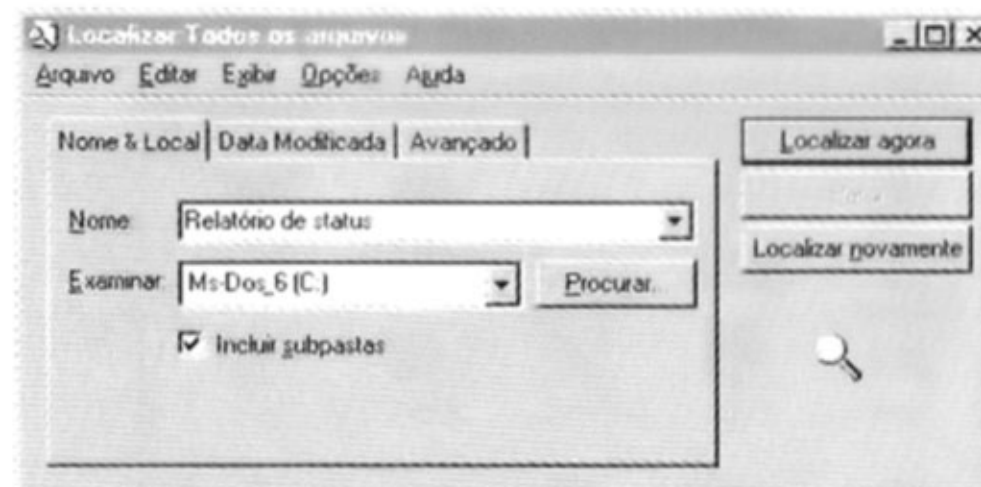 Localizar: Todos os arquivos
Arquivo Editar Exibir Opções Ajuda
Nome & Local Data Modificada Avançado
Localizar agora
Nome: Relatório de status
Localizar novamente
Examinar: Ms-Dos_6 (C:) Procurar...
Incluir subpastas